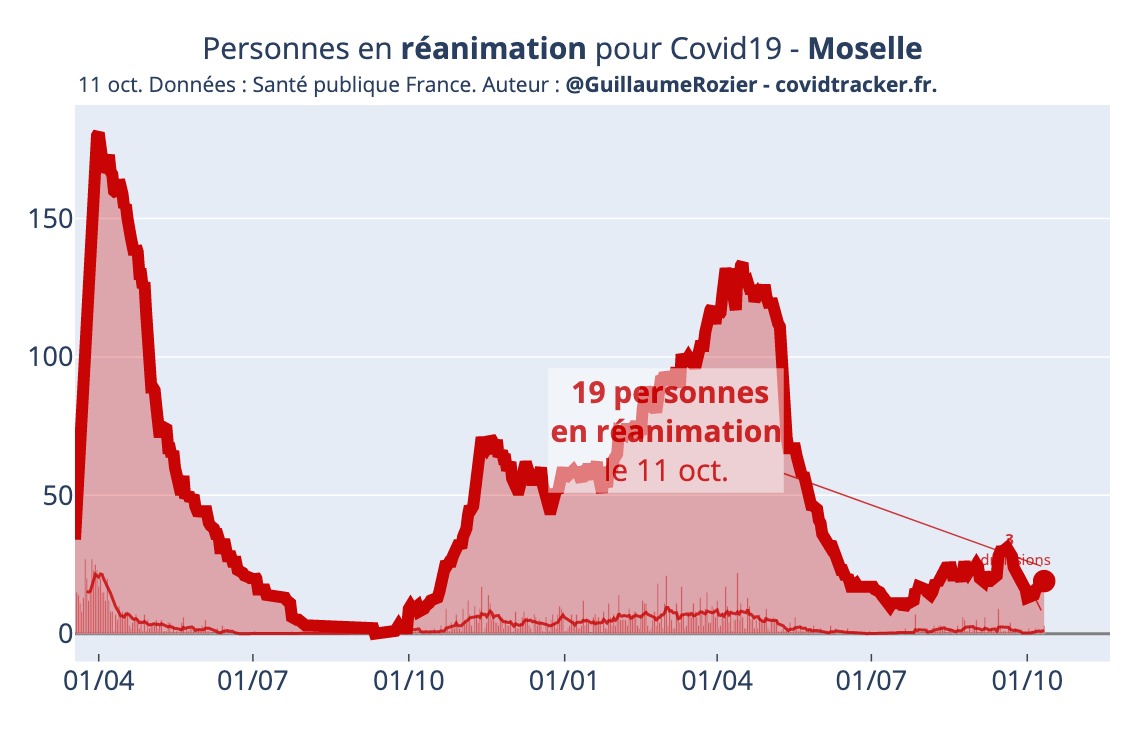 Personnes en réanimation pour Covid19 - Moselle
11 oct. Données : Santé publique France. Auteur : @GuillaumeRozier - covidtracker.fr.
150
100
50
0
19 personnes
en réanimation
le 11 oct.
3
01/04 01/07 01/10 01/01 01/04 01/07 01/10